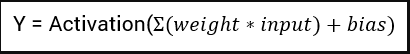 Y = Activation(Σ(weight * input) + bias)